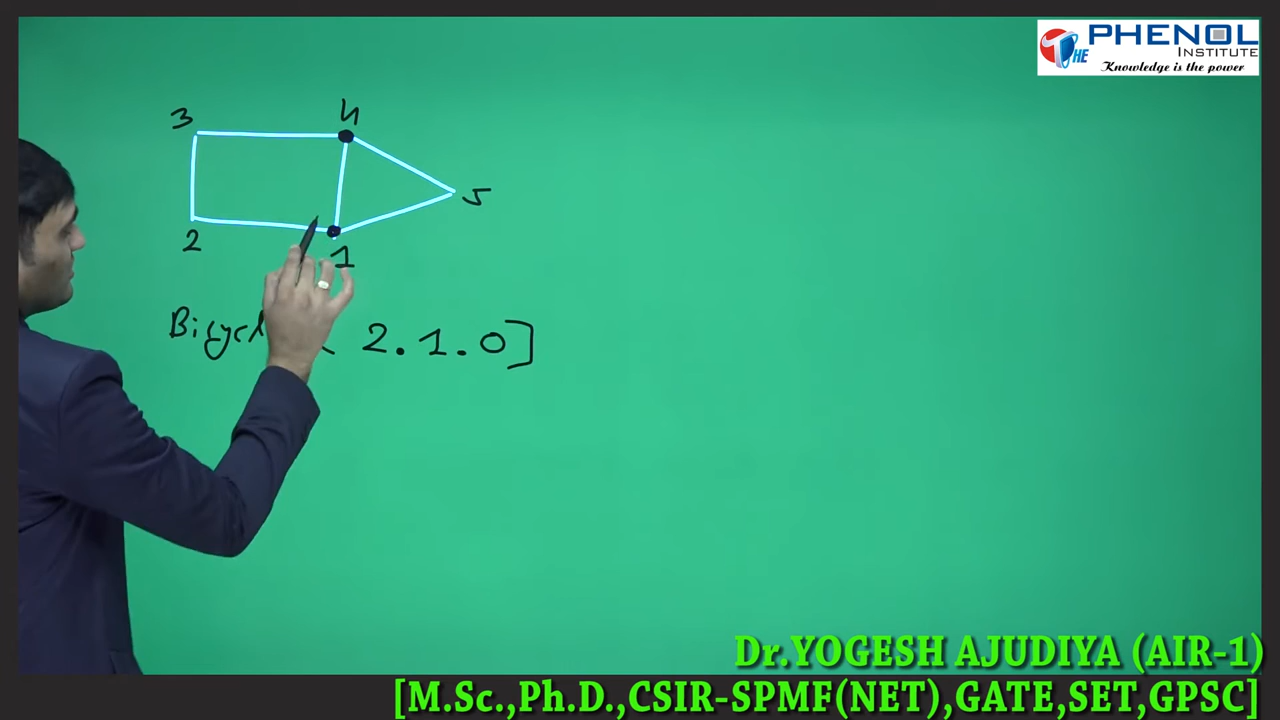 THE PHENOL
INSTITUTE
Knowledge is the power
3 4
5
2 1
2.1.0]
Dr.YOGESH AJUDIYA (AIR-1)
[M.Sc.,Ph.D.,CSIR-SPMF(NET),GATE,SET,GPSC]